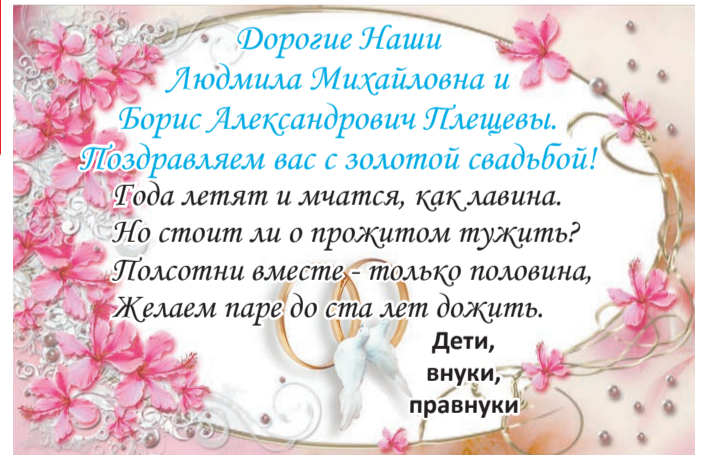 Дорогие Наши
Людмила Михайловна и
Борис Александрович Плещевы.
Поздравляем вас с золотой свадьбой!
Года летят и мчатся, как лавина.
Но стоит ли о прожитом тужить?
Полсотни вместе - только половина,
Желаем паре до ста лет дожить.
Дети,
внуки,
правнуки